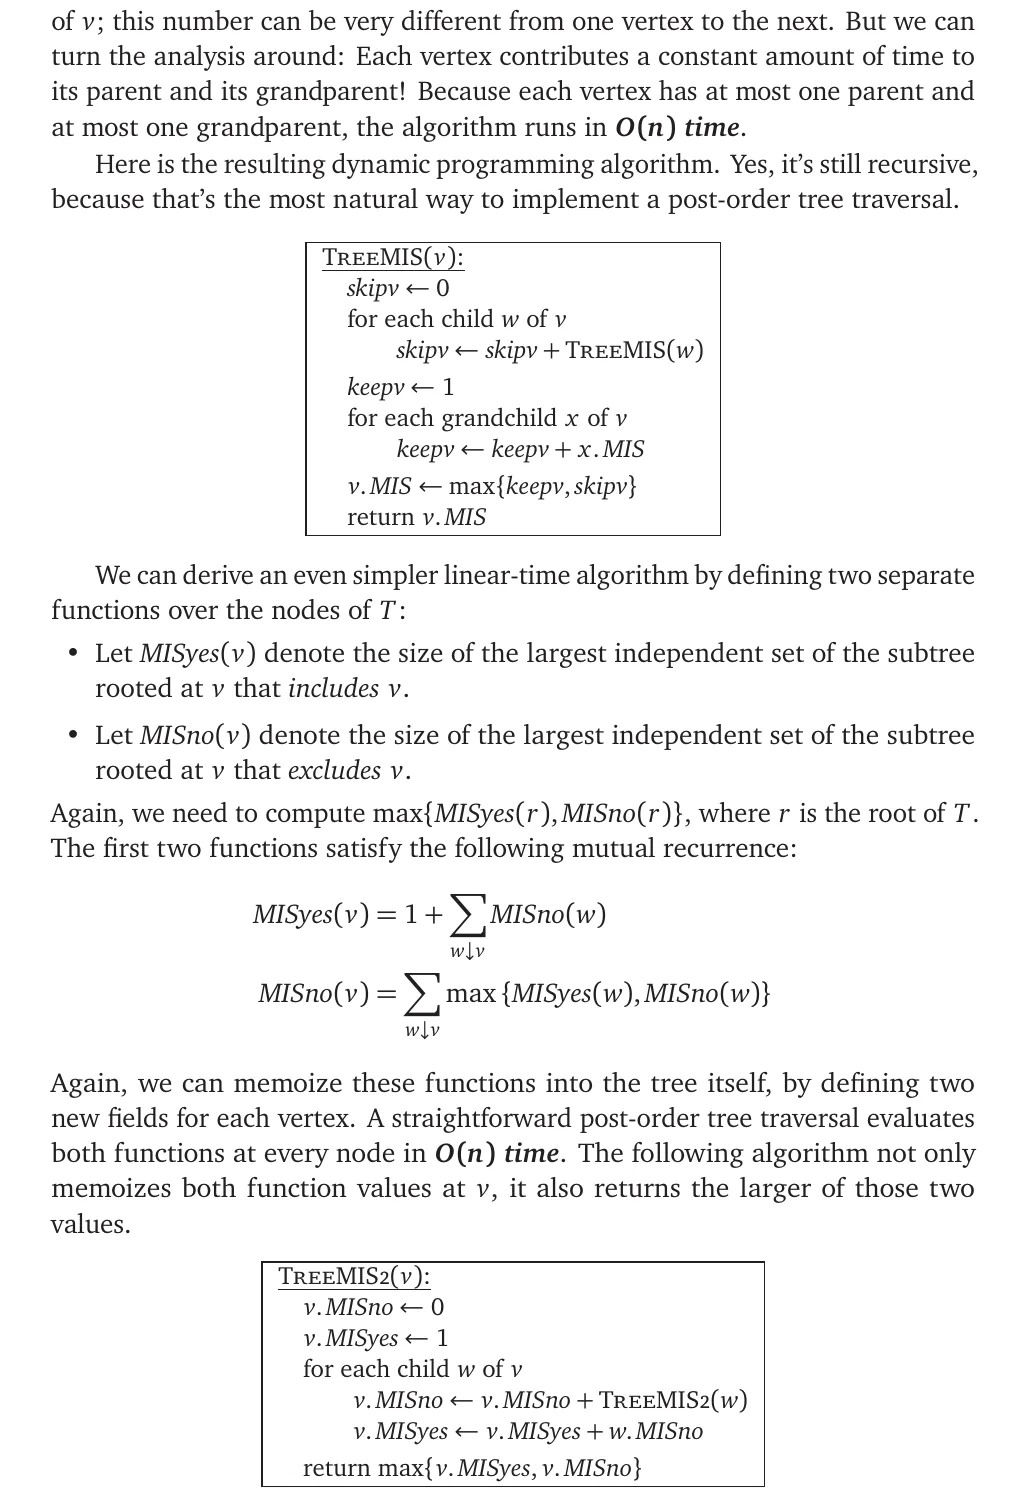 of v; this number can be very different from one vertex to the next. But we can
turn the analysis around: Each vertex contributes a constant amount of time to
its parent and its grandparent! Because each vertex has at most one parent and
at most one grandparent, the algorithm runs in O(n) time.
Here is the resulting dynamic programming algorithm. Yes, it’s still recursive,
because that’s the most natural way to implement a post-order tree traversal.
TREEMIS(v):
skipv ← 0
for each child w of v
skipv ← skipv + TREEMIS(w)
keepv ← 1
for each grandchild x of v
keepv ← keepv + x.MIS
v.MIS ← max{keepv, skipv}
return v.MIS
We can derive an even simpler linear-time algorithm by defining two separate
functions over the nodes of T:
• Let MISyes(v) denote the size of the largest independent set of the subtree
rooted at v that includes v.
• Let MISno(v) denote the size of the largest independent set of the subtree
rooted at v that excludes v.
Again, we need to compute max{MISyes(r), MISno(r)}, where r is the root of T.
The first two functions satisfy the following mutual recurrence:
MISyes(v) = 1 + ∑ MISno(w)
w↓v
MISno(v) = ∑ max {MISyes(w), MISno(w)}
w↓v
Again, we can memoize these functions into the tree itself, by defining two
new fields for each vertex. A straightforward post-order tree traversal evaluates
both functions at every node in O(n) time. The following algorithm not only
memoizes both function values at v, it also returns the larger of those two
values.
TREEMIS2(v):
v.MISno ← 0
v.MISyes ← 1
for each child w of v
v.MISno ← v.MISno + TREEMIS2(w)
v.MISyes ← v.MISyes + w.MISno
return max{v.MISyes, v.MISno}